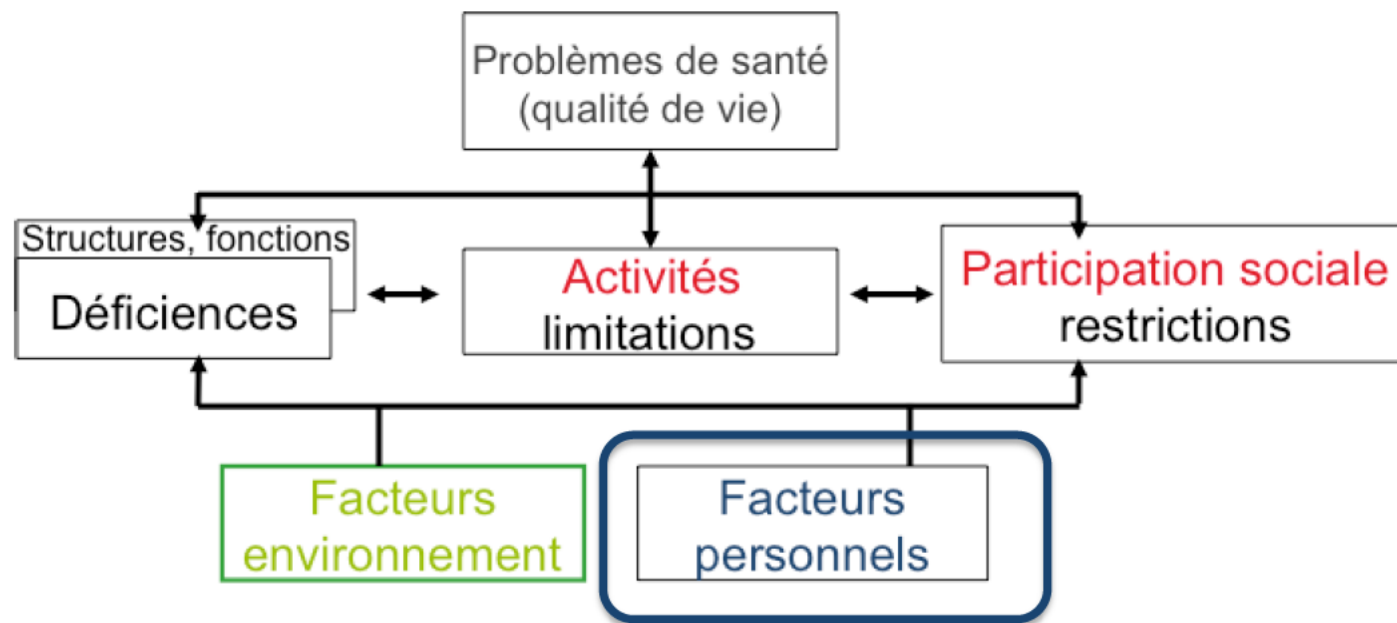 Problèmes de santé
(qualité de vie)
Structures, fonctions
Déficiences
Activités
limitations
Participation sociale
restrictions
Facteurs
environnement
Facteurs
personnels